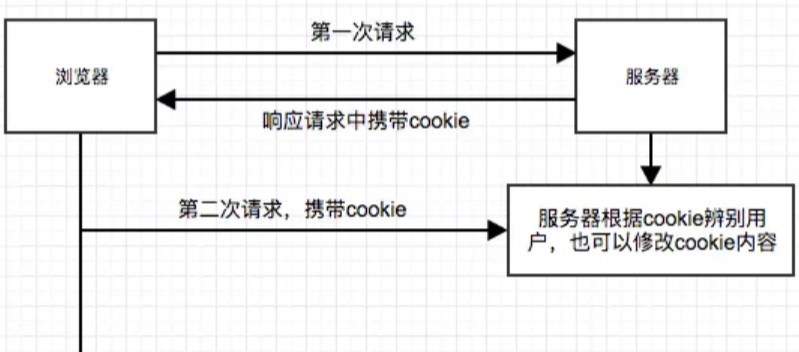 第一次请求
浏览器
服务器
响应请求中携带cookie
第二次请求，携带cookie
服务器根据cookie辨别用
户，也可以修改cookie内容